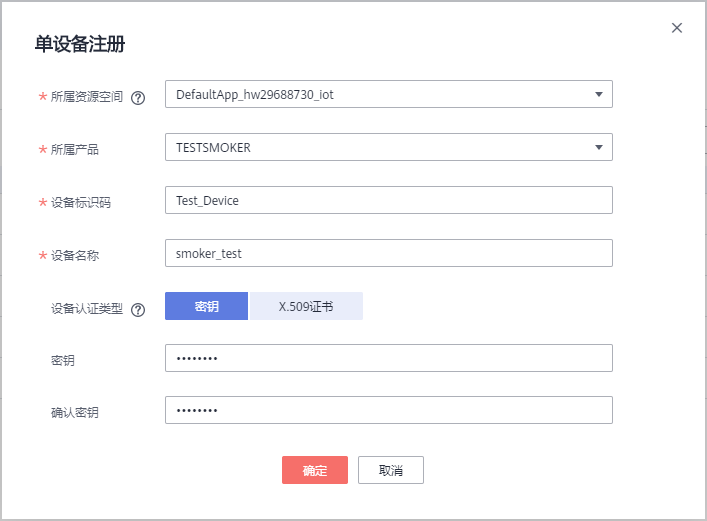 单设备注册
* 所属资源空间 ? DefaultApp_hw29688730_iot
* 所属产品 TESTSMOKER
* 设备标识码 Test_Device
* 设备名称 smoker_test
设备认证类型 ? 密钥 X.509证书
密钥 ••••••••
确认密钥 ••••••••
确定 取消